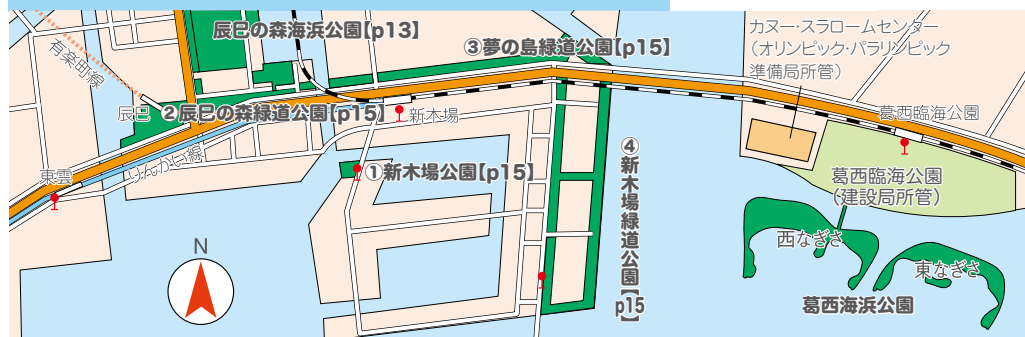 辰巳の森海浜公園【p13】
③夢の島緑道公園【p15】
カヌー・スラロームセンター
（オリンピック・パラリンピック
準備局所管）
有楽町線
辰巳
2辰巳の森緑道公園【p15】
新木場
葛西臨海公園
りんかい線
東雲
①新木場公園【p15】
④新木場緑道公園【p15】
葛西臨海公園
（建設局所管）
西なぎさ
東なぎさ
葛西海浜公園
N